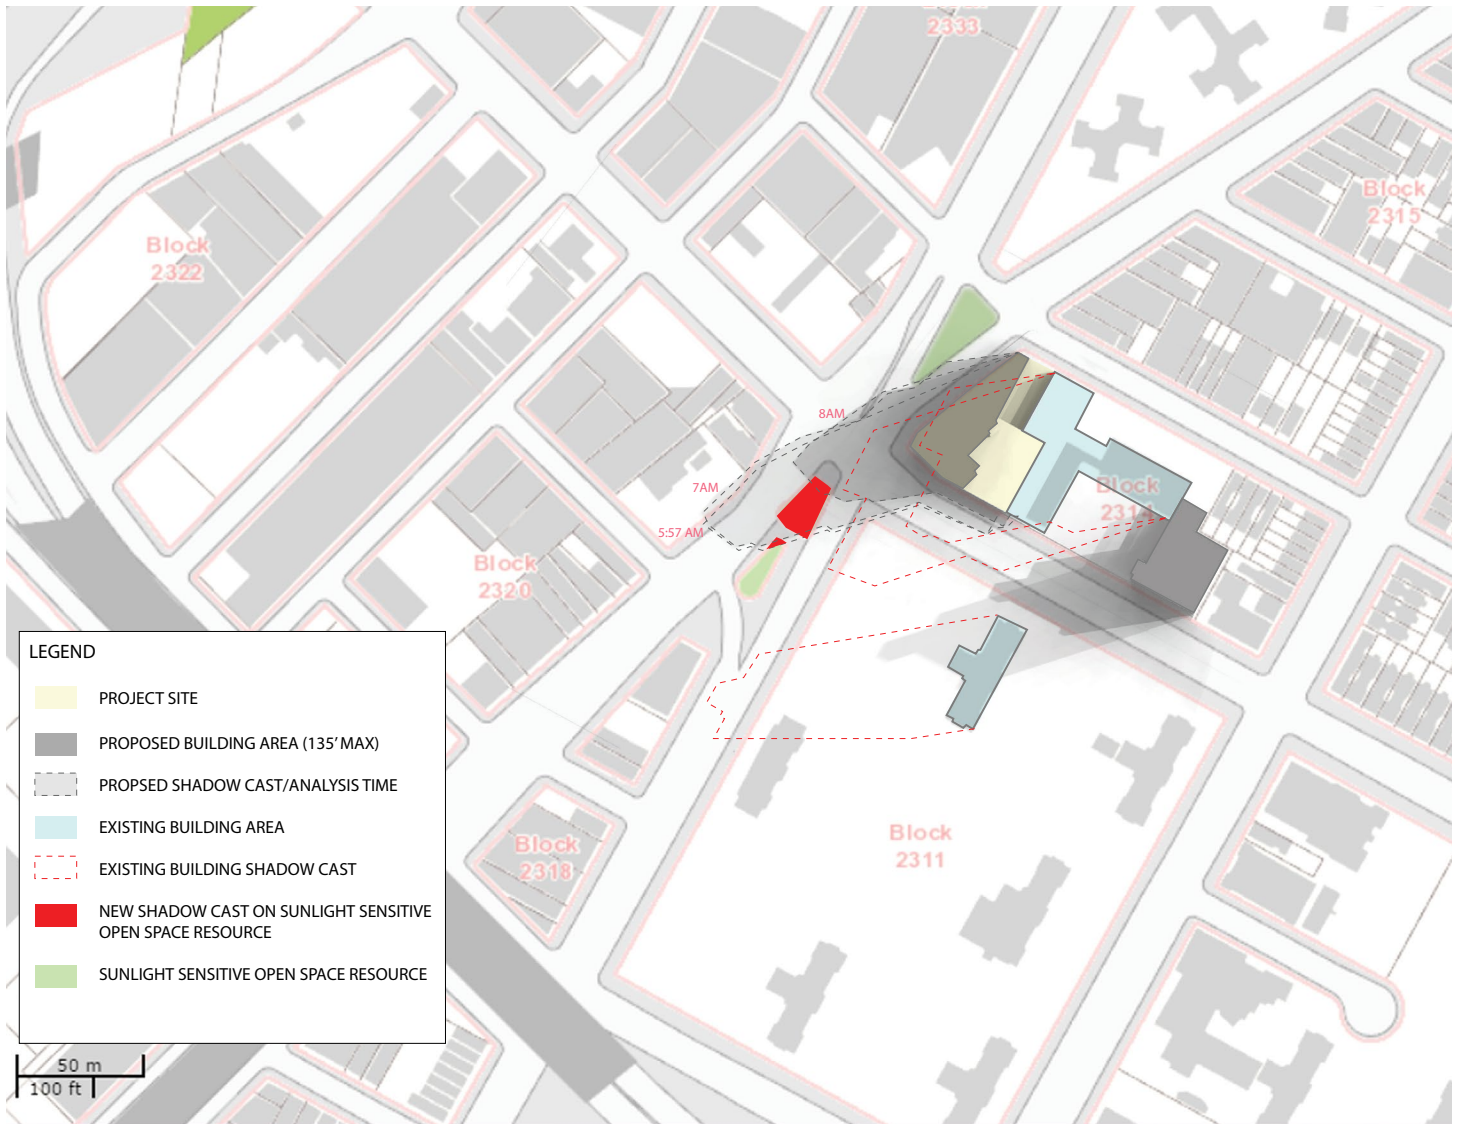 Block
2333
Block
2315
Block
2322
8AM
7AM
5:57 AM
Block
2314
Block
2320
LEGEND
PROJECT SITE
PROPOSED BUILDING AREA (135' MAX)
PROPSED SHADOW CAST/ANALYSIS TIME
EXISTING BUILDING AREA
EXISTING BUILDING SHADOW CAST
NEW SHADOW CAST ON SUNLIGHT SENSITIVE
OPEN SPACE RESOURCE
SUNLIGHT SENSITIVE OPEN SPACE RESOURCE
Block
2318
Block
2311
50 m
100 ft